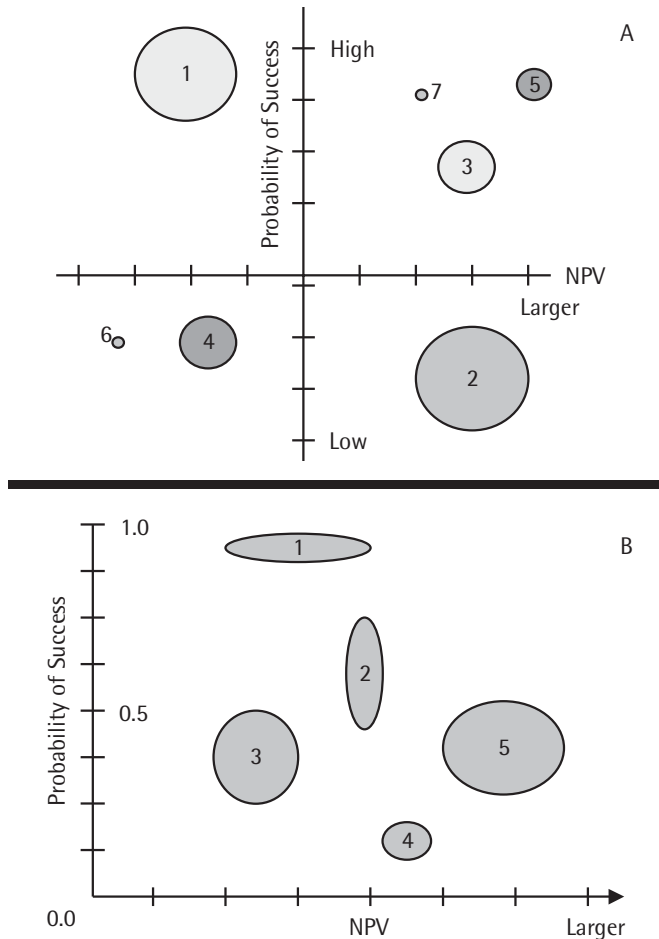 A
High
Probability of Success
1
7
5
3
NPV
Larger
6
4
2
Low
B
1.0
Probability of Success
1
2
0.5
3
5
4
0.0
NPV
Larger